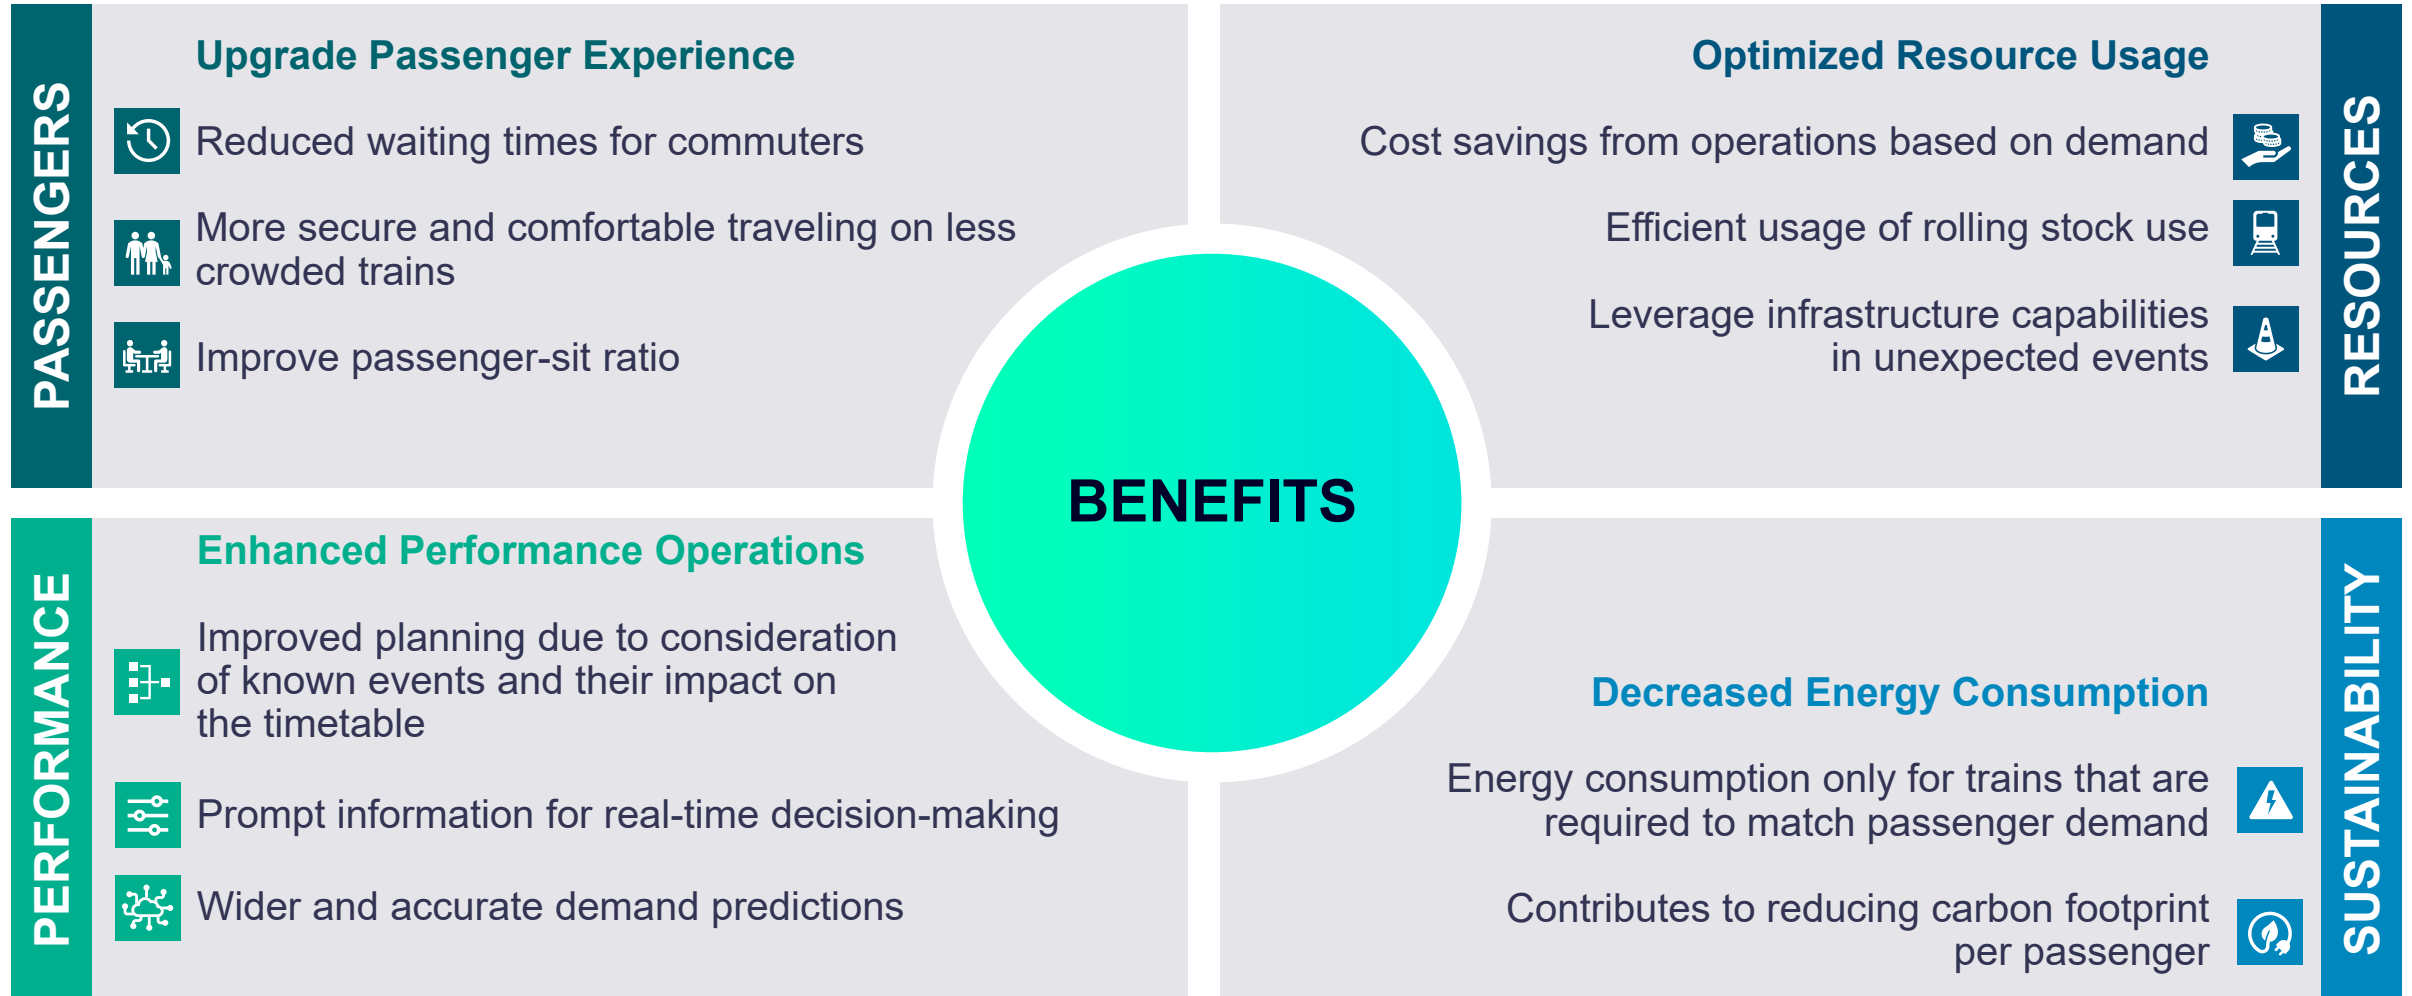 PASSENGERS
Upgrade Passenger Experience
Reduced waiting times for commuters
More secure and comfortable traveling on less
crowded trains
Improve passenger-sit ratio
Optimized Resource Usage
Cost savings from operations based on demand
Efficient usage of rolling stock use
Leverage infrastructure capabilities
in unexpected events
RESOURCES
BENEFITS
PERFORMANCE
Enhanced Performance Operations
Improved planning due to consideration
of known events and their impact on
the timetable
Prompt information for real-time decision-making
Wider and accurate demand predictions
Decreased Energy Consumption
Energy consumption only for trains that are
required to match passenger demand
Contributes to reducing carbon footprint
per passenger
SUSTAINABILITY